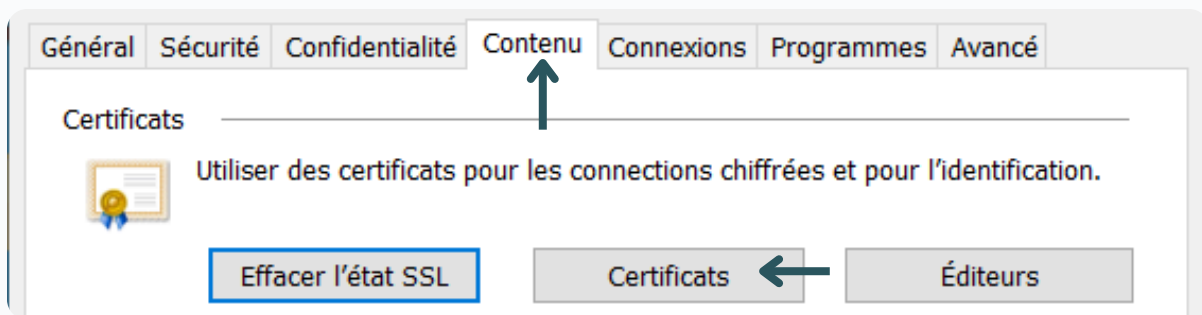 Général Sécurité Confidentialité Contenu Connexions Programmes Avancé
Certificats
Utiliser des certificats pour les connections chiffrées et pour l’identification.
Effacer l’état SSL Certificats Éditeurs